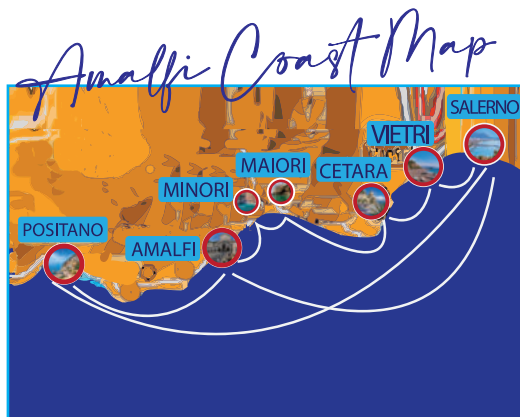 Amalfi Coast Map
SALERNO
VIETRI
MAIORI
CETARA
MINORI
POSITANO
AMALFI